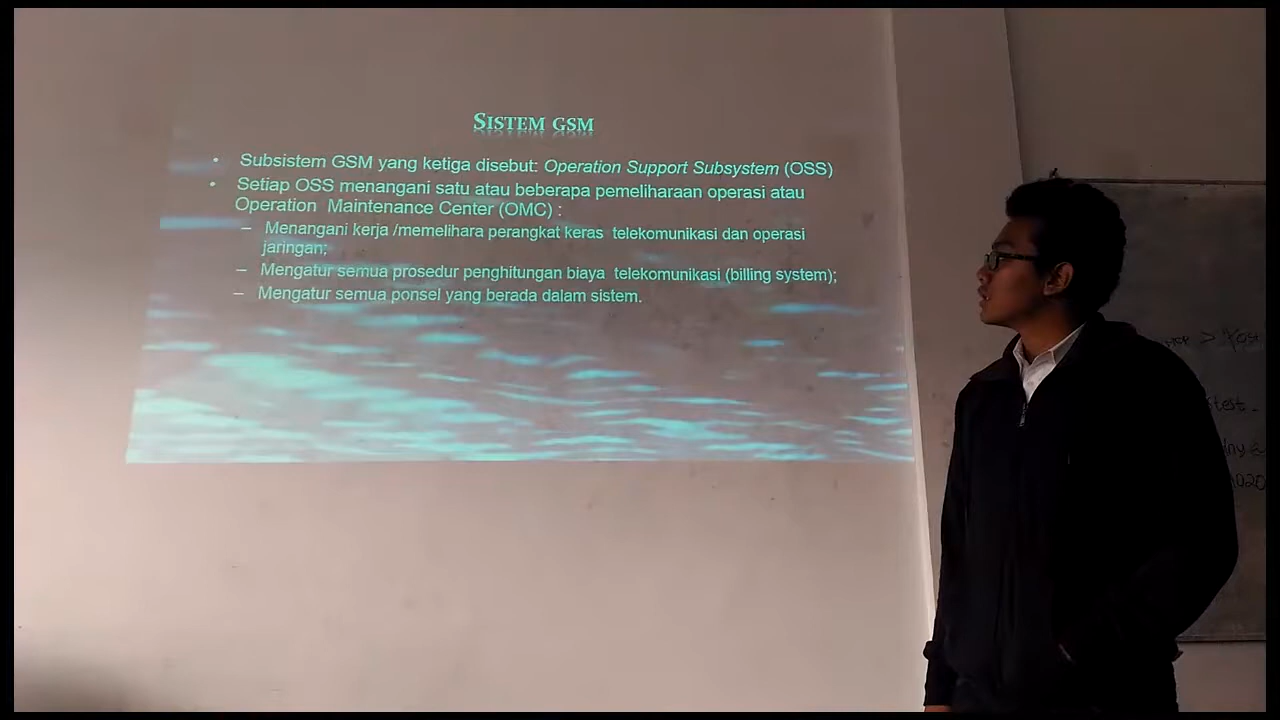 SISTEM GSM
• Subsistem GSM yang ketiga disebut: Operation Support Subsystem (OSS)
• Setiap OSS menangani satu atau beberapa pemeliharaan operasi atau
Operation Maintenance Center (OMC) :
– Menangani kerja /memelihara perangkat keras telekomunikasi dan operasi
jaringan;
– Mengatur semua prosedur penghitungan biaya telekomunikasi (billing system);
– Mengatur semua ponsel yang berada dalam sistem.